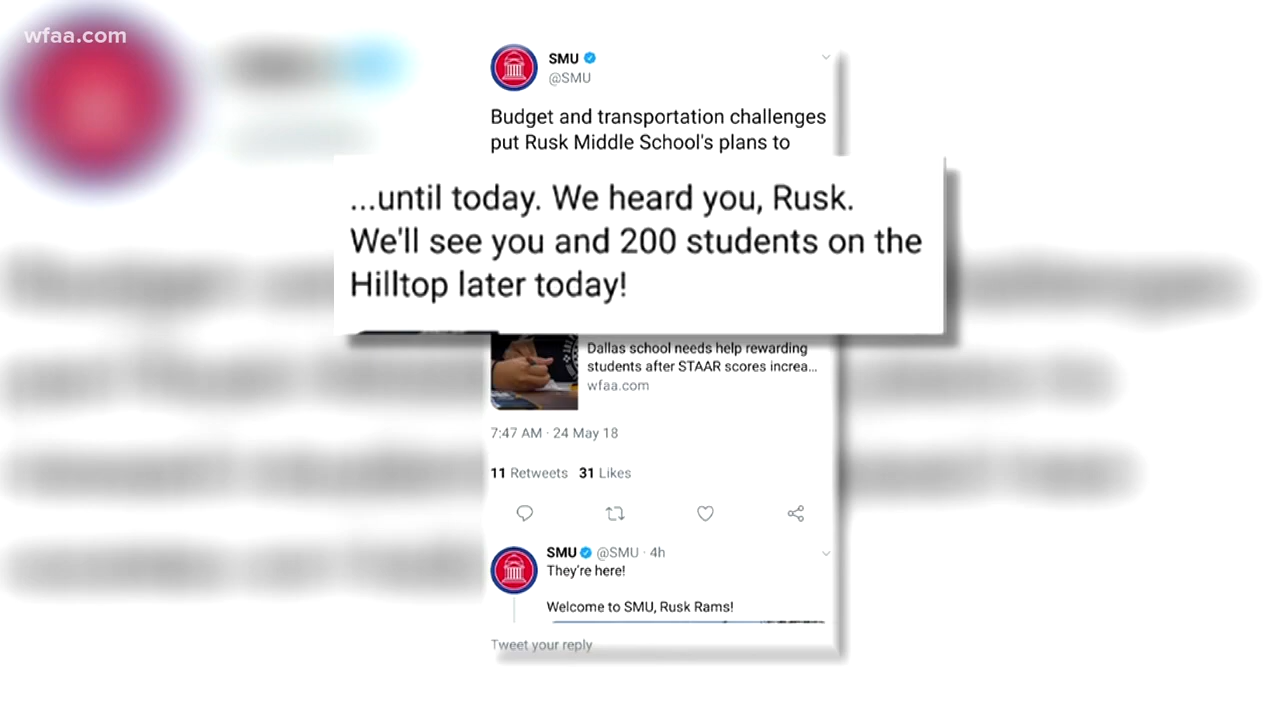 wfaa.com
SMU
@SMU
Budget and transportation challenges
put Rusk Middle School's plans to
...until today. We heard you, Rusk.
We'll see you and 200 students on the
Hilltop later today!
Dallas school needs help rewarding
students after STAAR scores increa...
wfaa.com
7:47 AM · 24 May 18
11 Retweets 31 Likes
SMU @SMU · 4h
They're here!
Welcome to SMU, Rusk Rams!
Tweet your reply